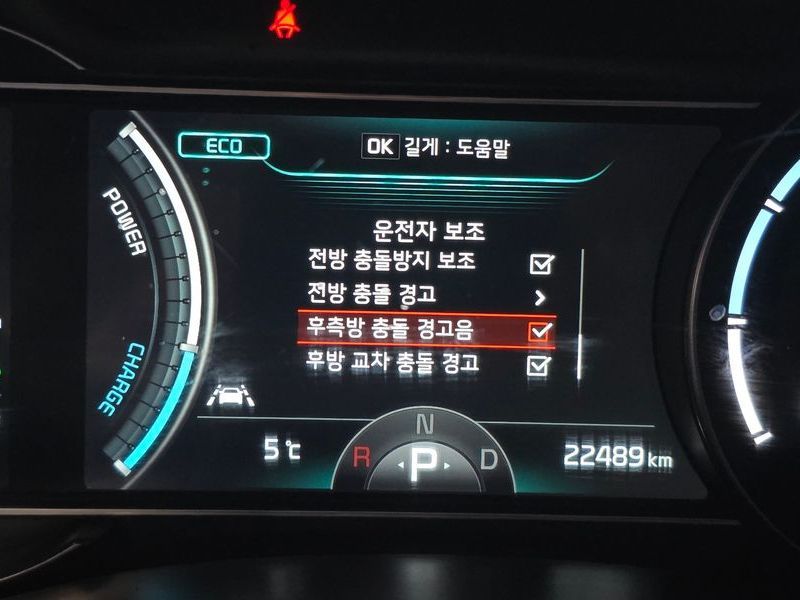 ECO
OK 길게 : 도움말
POWER
CHARGE
운전자 보조
전방 충돌방지 보조
전방 충돌 경고
후측방 충돌 경고음
후방 교차 충돌 경고
5℃
R N D
P
22489 km